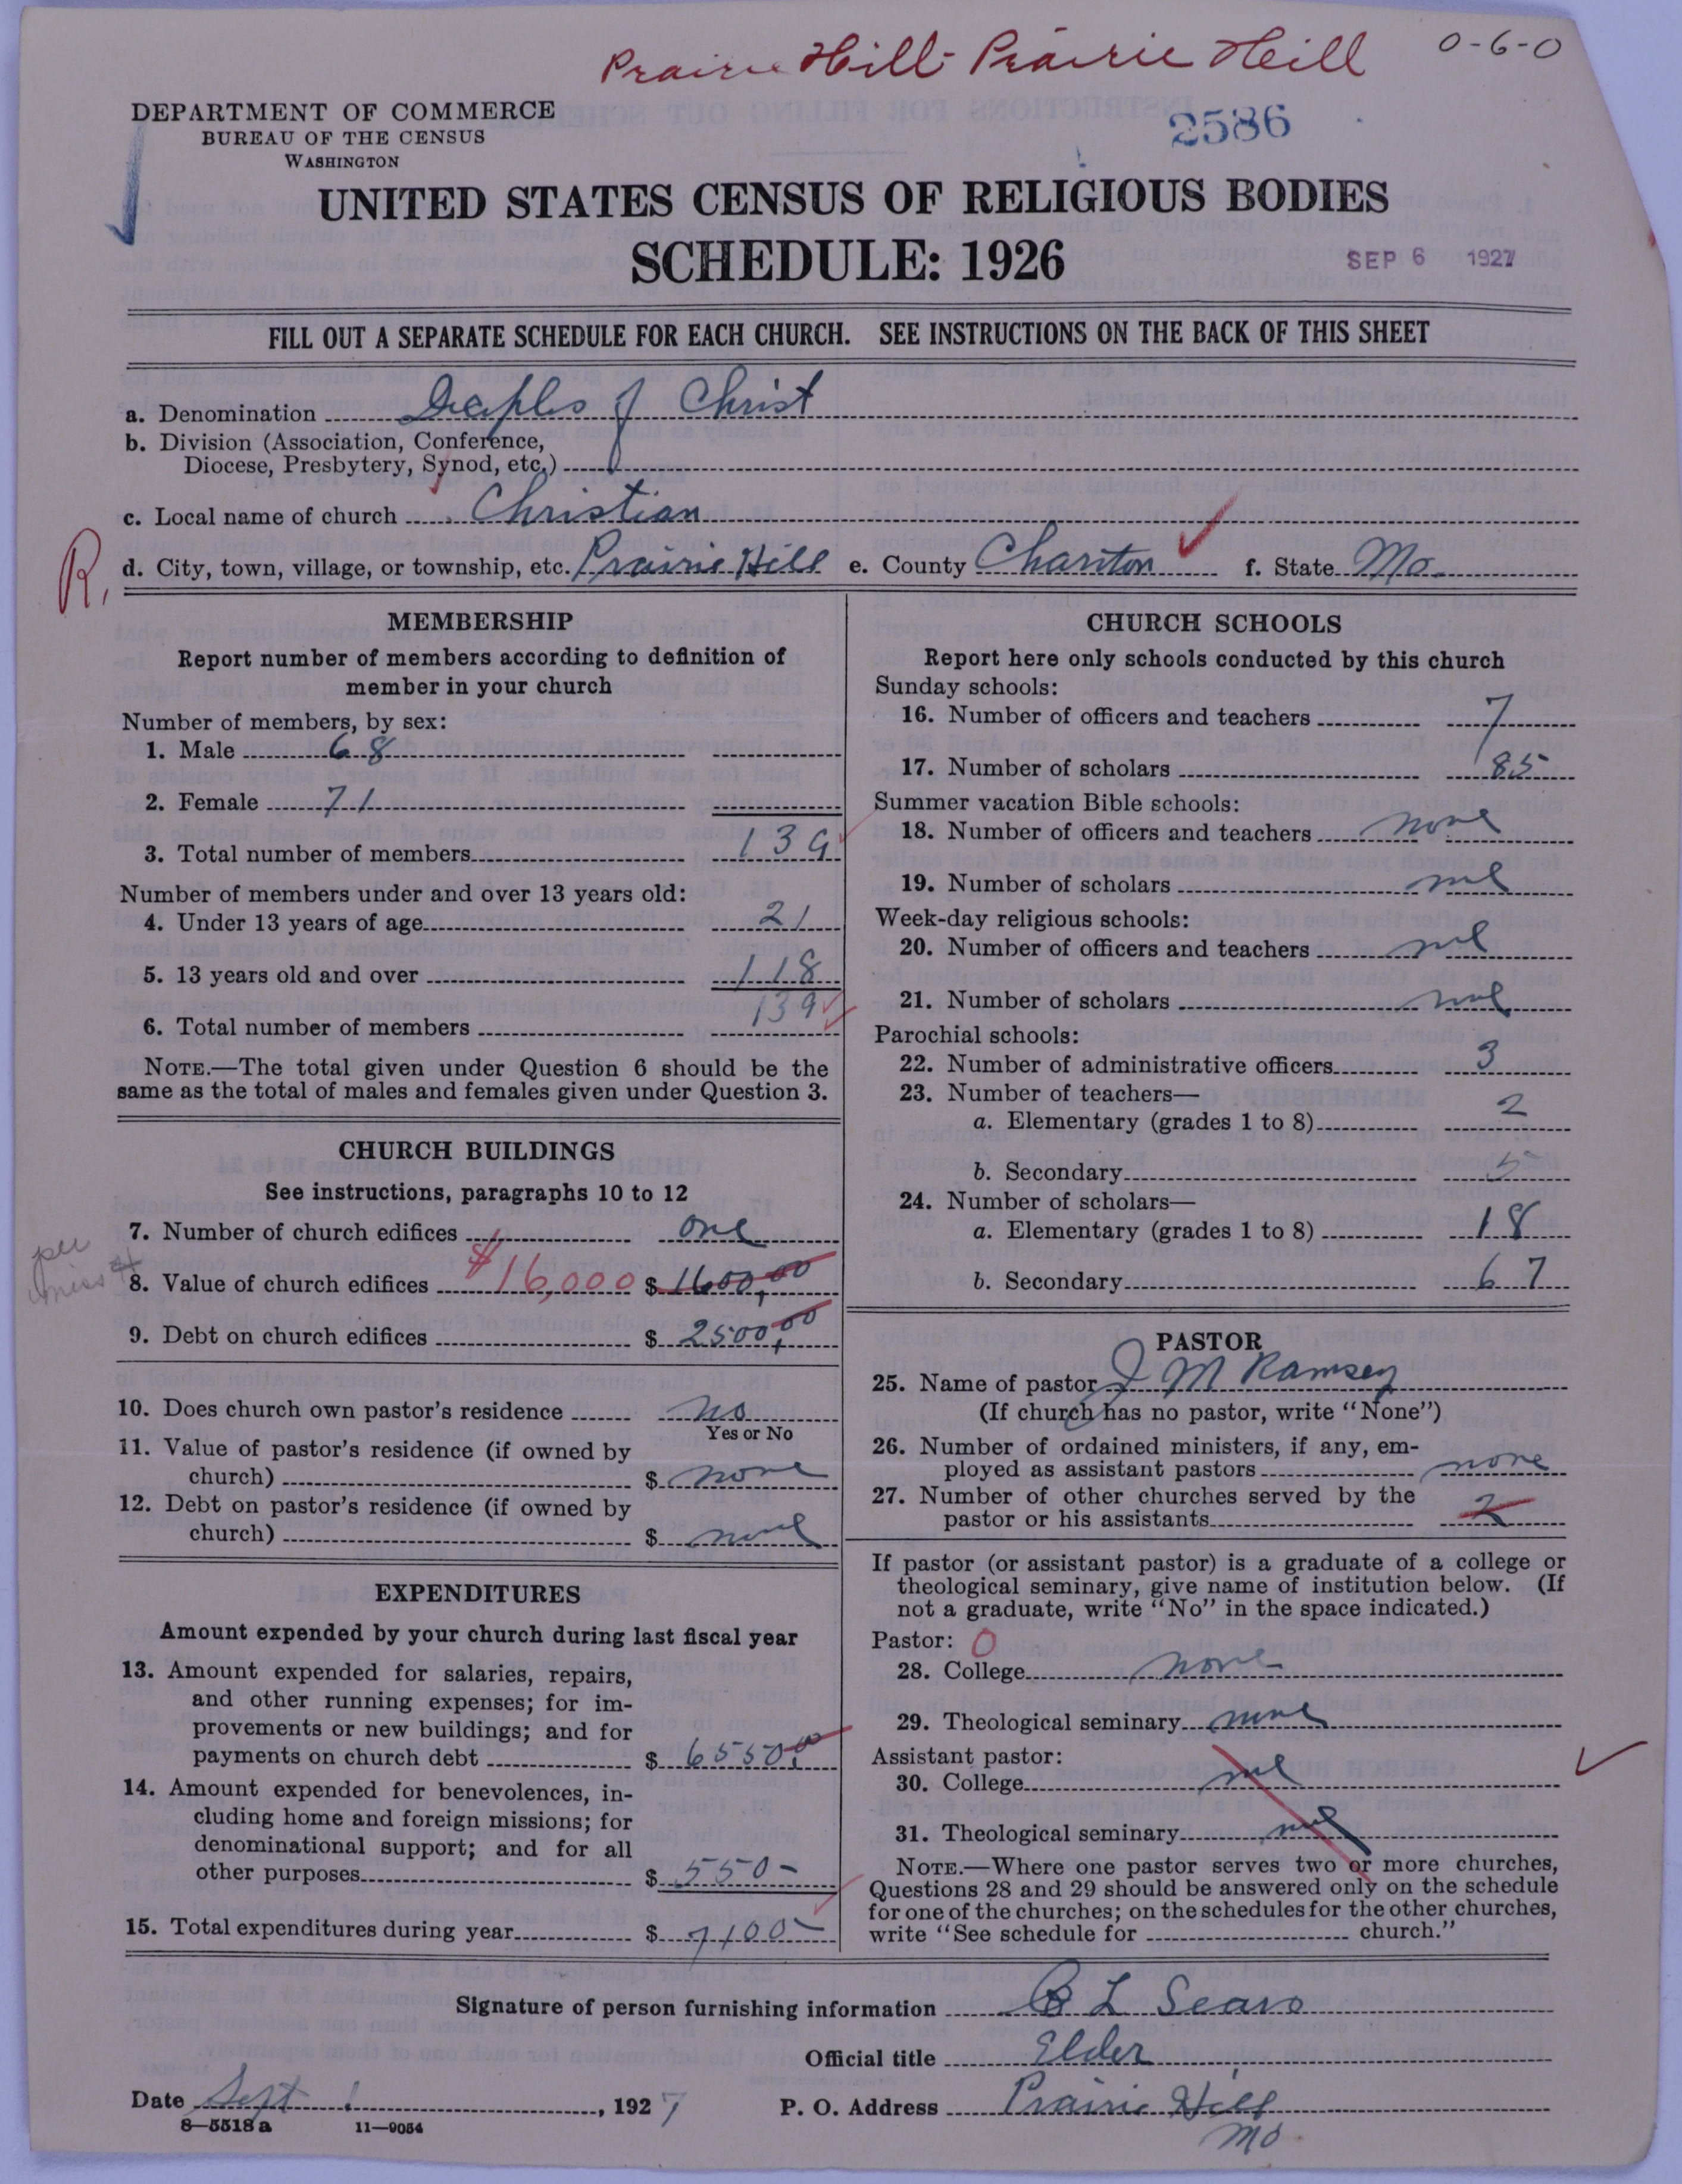 Prairie Hill - Prairie Hill 0-6-0
DEPARTMENT OF COMMERCE
BUREAU OF THE CENSUS
WASHINGTON
2586
UNITED STATES CENSUS OF RELIGIOUS BODIES
SCHEDULE: 1926
SEP 6 1927
FILL OUT A SEPARATE SCHEDULE FOR EACH CHURCH. SEE INSTRUCTIONS ON THE BACK OF THIS SHEET
a. Denomination Deciples of Christ
b. Division (Association, Conference,
Diocese, Presbytery, Synod, etc.)
c. Local name of church Christian
R. d. City, town, village, or township, etc. Prairie Hill e. County Chariton f. State Mo.
MEMBERSHIP
Report number of members according to definition of
member in your church
Number of members, by sex:
1. Male 68
2. Female 71
3. Total number of members 139
Number of members under and over 13 years old:
4. Under 13 years of age 21
5. 13 years old and over 118
6. Total number of members 139
NOTE.—The total given under Question 6 should be the
same as the total of males and females given under Question 3.
CHURCH BUILDINGS
See instructions, paragraphs 10 to 12
7. Number of church edifices one
per
8. Value of church edifices $16,000 $ 1600,00
9. Debt on church edifices $ 2500,00
10. Does church own pastor's residence no
Yes or No
11. Value of pastor's residence (if owned by
church) $ none
12. Debt on pastor's residence (if owned by
church) $ none
EXPENDITURES
Amount expended by your church during last fiscal year
13. Amount expended for salaries, repairs,
and other running expenses; for im-
provements or new buildings; and for
payments on church debt $ 6550,00
14. Amount expended for benevolences, in-
cluding home and foreign missions; for
denominational support; and for all
other purposes $ 550-
15. Total expenditures during year $ 7100-
CHURCH SCHOOLS
Report here only schools conducted by this church
Sunday schools:
16. Number of officers and teachers 7
17. Number of scholars 85
Summer vacation Bible schools:
18. Number of officers and teachers none
19. Number of scholars none
Week-day religious schools:
20. Number of officers and teachers none
21. Number of scholars none
Parochial schools:
22. Number of administrative officers 3
23. Number of teachers—
a. Elementary (grades 1 to 8) 2
b. Secondary 5
24. Number of scholars—
a. Elementary (grades 1 to 8) 18
b. Secondary 67
PASTOR
25. Name of pastor J M Ramsey
(If church has no pastor, write "None")
26. Number of ordained ministers, if any, em-
ployed as assistant pastors none
27. Number of other churches served by the
pastor or his assistants 2
If pastor (or assistant pastor) is a graduate of a college or
theological seminary, give name of institution below. (If
not a graduate, write "No" in the space indicated.)
Pastor: 0
28. College none
29. Theological seminary none
Assistant pastor:
30. College none
31. Theological seminary none
NOTE.—Where one pastor serves two or more churches,
Questions 28 and 29 should be answered only on the schedule
for one of the churches; on the schedules for the other churches,
write "See schedule for church."
Signature of person furnishing information B L Sears
Official title Elder
Date Sept 1, 1927 P. O. Address Prairie Hill
Mo
8—5518 a 11—9054